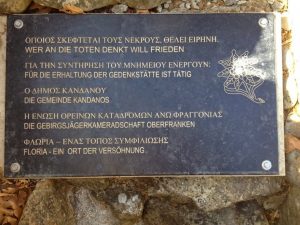 ΟΠΟΙΟΣ ΣΚΕΦΤΕΤΑΙ ΤΟΥΣ ΝΕΚΡΟΥΣ, ΘΕΛΕΙ ΕΙΡΗΝΗ.
WER AN DIE TOTEN DENKT WILL FRIEDEN
ΓΙΑ ΤΗΝ ΣΥΝΤΗΡΗΣΗ ΤΟΥ ΜΝΗΜΕΙΟΥ ΕΝΕΡΓΟΥΝ:
FÜR DIE ERHALTUNG DER GEDENKSTÄTTE IST TÄTIG
Ο ΔΗΜΟΣ ΚΑΝΔΑΝΟΥ
DIE GEMEINDE KANDANOS
Η ΕΝΩΣΗ ΟΡΕΙΝΩΝ ΚΑΤΑΔΡΟΜΩΝ ΑΝΩ ΦΡΑΓΓΟΝΙΑΣ
DIE GEBIRGSJÄGERKAMERADSCHAFT OBERFRANKEN
ΦΛΩΡΙΑ – ΕΝΑΣ ΤΟΠΟΣ ΣΥΜΦΙΛΙΩΣΗΣ
FLORIA - EIN ORT DER VERSÖHNUNG